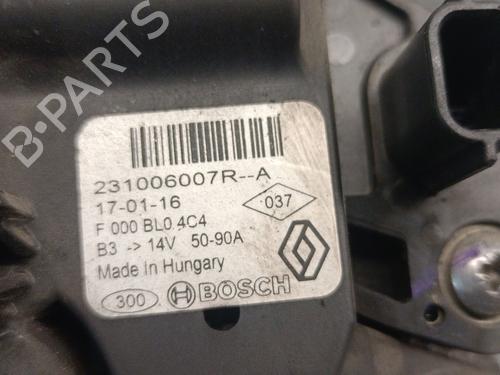 B-PARTS
231006007R--A
17-01-16
037
F 000 BL0 4C4
B3 -> 14V 50-90A
Made In Hungary
300 BOSCH